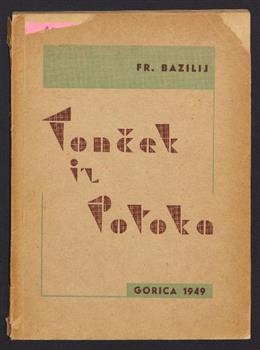 FR. BAZILIJ
Tonček
iz
Potoka
GORICA 1949